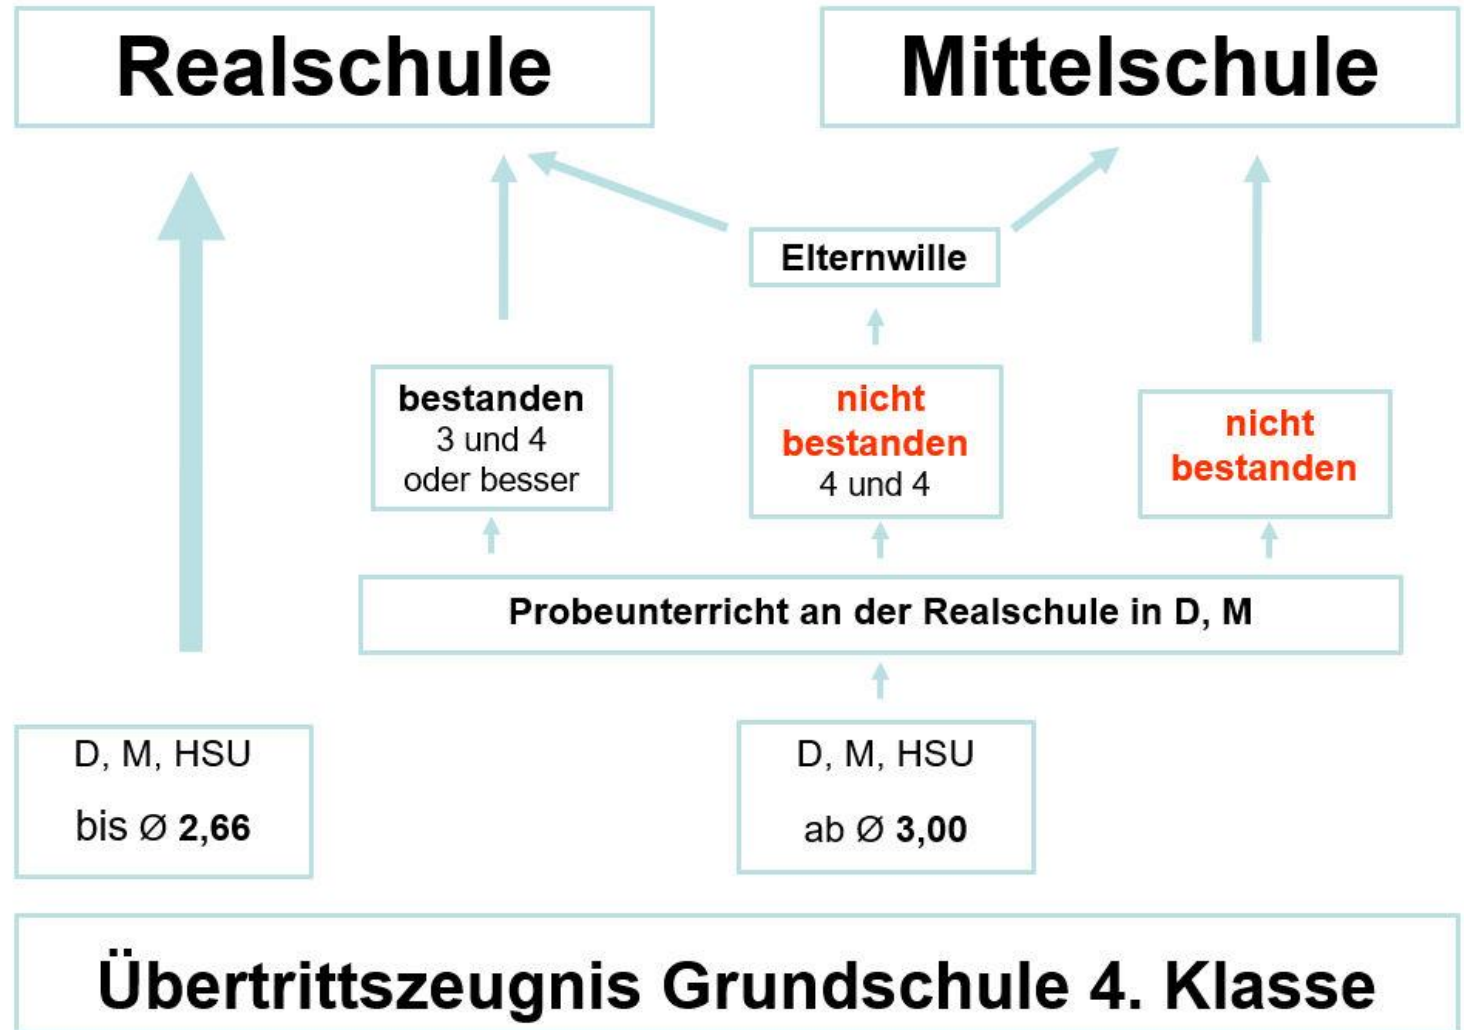 Realschule
Mittelschule
Elternwille
bestanden
3 und 4
oder besser
nicht
bestanden
4 und 4
nicht
bestanden
Probeunterricht an der Realschule in D, M
D, M, HSU
bis Ø 2,66
D, M, HSU
ab Ø 3,00
Übertrittszeugnis Grundschule 4. Klasse